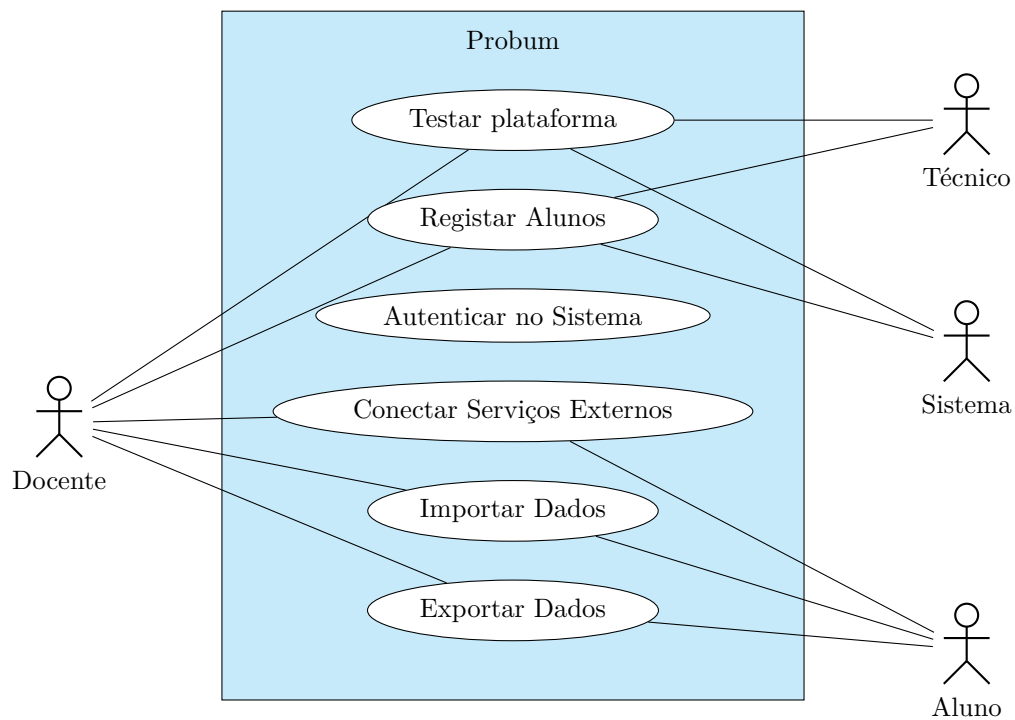 Probum
Testar plataforma
Técnico
Registar Alunos
Autenticar no Sistema
Sistema
Conectar Serviços Externos
Docente
Importar Dados
Exportar Dados
Aluno